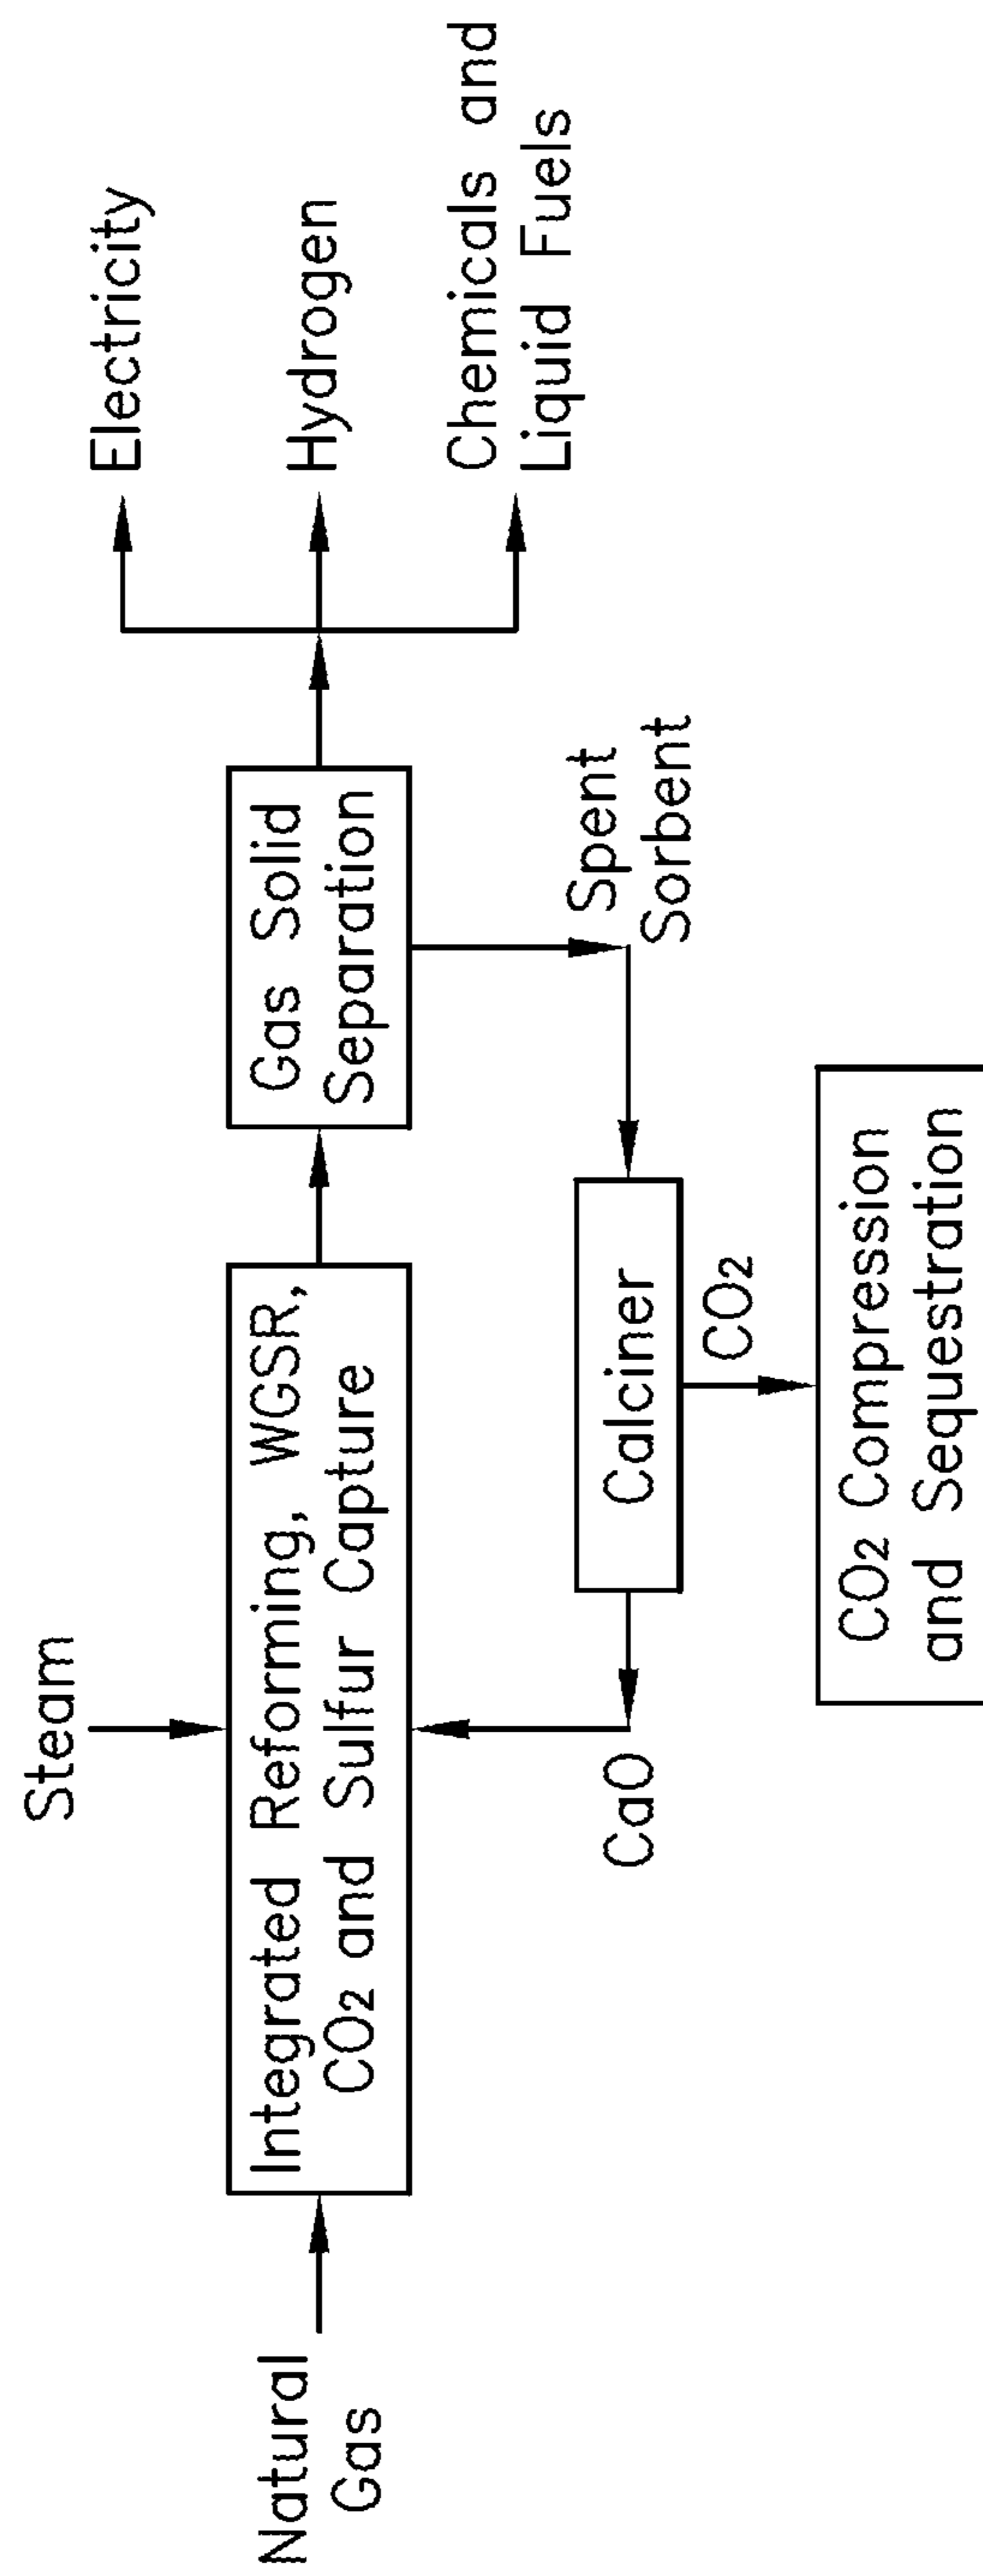 Steam
Natural
Gas
Integrated Reforming, WGSR,
CO₂ and Sulfur Capture
Gas Solid
Separation
Electricity
Hydrogen
Chemicals and
Liquid Fuels
CaO
Calciner
Spent
Sorbent
CO₂
CO₂ Compression
and Sequestration